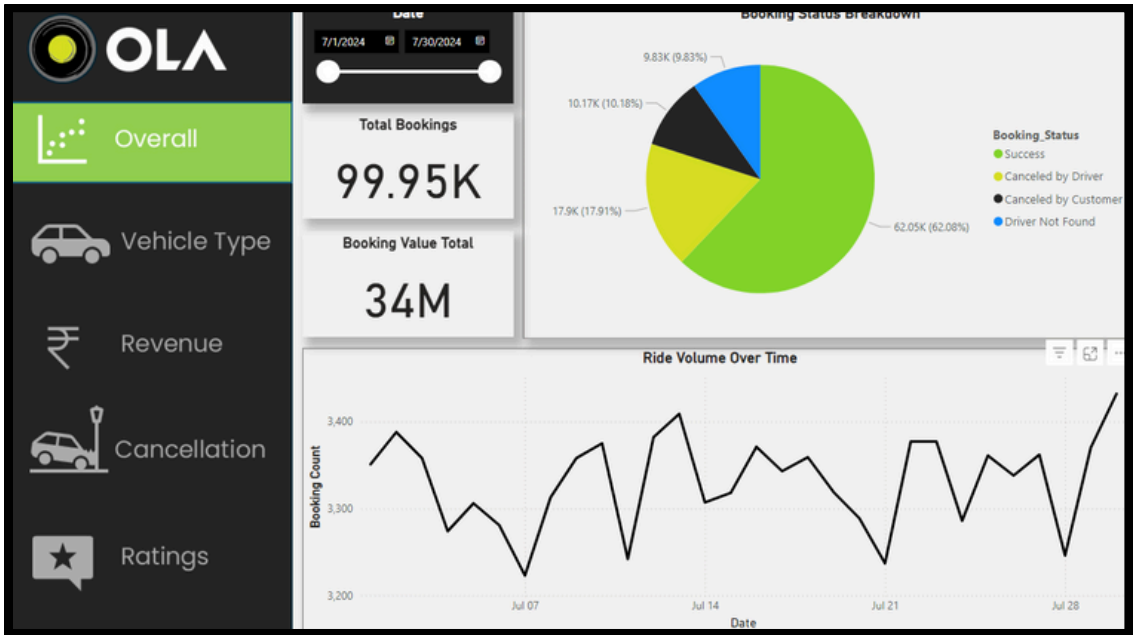 OLA
Overall
Vehicle Type
Revenue
Cancellation
Ratings
Date
7/1/2024
7/30/2024
Total Bookings
99.95K
Booking Value Total
34M
Booking Status Breakdown
9.83K (9.83%)
10.17K (10.18%)
17.9K (17.91%)
62.05K (62.08%)
Booking_Status
Success
Canceled by Driver
Canceled by Customer
Driver Not Found
Ride Volume Over Time
Booking Count
3,400
3,300
3,200
Jul 07
Jul 14
Jul 21
Jul 28
Date